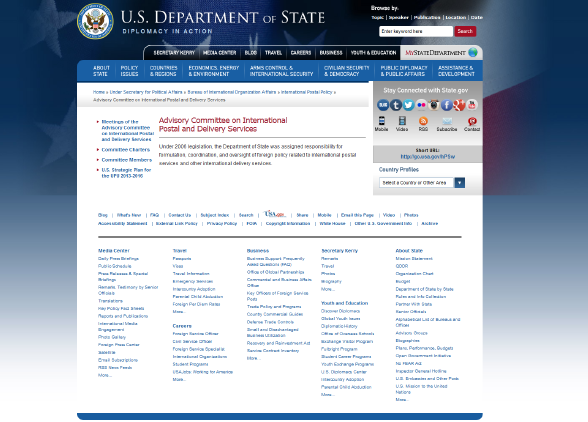 U.S. DEPARTMENT OF STATE
DIPLOMACY IN ACTION
Browse by:
Topic | Speaker | Publication | Location | Date
Enter keyword here
Search
SECRETARY KERRY MEDIA CENTER BLOG TRAVEL CAREERS BUSINESS YOUTH & EDUCATION MYSTATEDEPARTMENT
ABOUT STATE
POLICY ISSUES
COUNTRIES & REGIONS
ECONOMICS, ENERGY & ENVIRONMENT
ARMS CONTROL & INTERNATIONAL SECURITY
CIVILIAN SECURITY & DEMOCRACY
PUBLIC DIPLOMACY & PUBLIC AFFAIRS
ASSISTANCE & DEVELOPMENT
Home » Under Secretary for Political Affairs » Bureau of International Organization Affairs » International Postal Policy »
Advisory Committee on International Postal and Delivery Services
Meetings of the
Advisory Committee
on International Postal
and Delivery Services
Committee Charters
Committee Members
U.S. Strategic Plan for
the UPU 2013-2016
Advisory Committee on International
Postal and Delivery Services
Under 2006 legislation, the Department of State was assigned responsibility for
formulation, coordination, and oversight of foreign policy related to international postal
services and other international delivery services.
Stay Connected with State.gov
Mobile Video RSS Subscribe Contact
Short URL:
Country Profiles
Select a Country or Other Area
Blog | What's New | FAQ | Contact Us | Subject Index | Search | USA.gov | Share | Mobile | Email this Page | Video | Photos
Accessibility Statement | External Link Policy | Privacy Policy | FOIA | Copyright Information | White House | Other U.S. Government Info | Archive
Media Center
Daily Press Briefings
Public Schedule
Press Releases & Special
Briefings
Remarks, Testimony by Senior
Officials
Translations
Key Policy Fact Sheets
Reports and Publications
International Media
Engagement
Photo Gallery
Foreign Press Center
Satellite
Email Subscriptions
RSS News Feeds
More...
Travel
Passports
Visas
Travel Information
Emergency Services
Intercountry Adoption
Parental Child Abduction
Foreign Per Diem Rates
More...
Careers
Foreign Service Officer
Civil Service Officer
Foreign Service Specialist
International Organizations
Student Programs
USAJobs: Working for America
More...
Business
Business Support: Frequently
Asked Questions (FAQ)
Office of Global Partnerships
Commercial and Business Affairs
Office
Key Officers of Foreign Service
Posts
Trade Policy and Programs
Country Commercial Guides
Defense Trade Controls
Small and Disadvantaged
Business Utilization
Recovery and Reinvestment Act
Service Contract Inventory
More...
Secretary Kerry
Remarks
Travel
Photos
Biography
More...
Youth and Education
Discover Diplomacy
Global Youth Issues
Diplomatic History
Office of Overseas Schools
Exchange Visitor Program
Fulbright Program
Student Career Programs
Youth Exchange Programs
U.S. Diplomacy Center
Intercountry Adoption
Parental Child Abduction
More...
About State
Mission Statement
QDDR
Organization Chart
Budget
Department of State by State
Rules and Info Collection
Partner With State
Senior Officials
Alphabetical List of Bureaus and
Offices
Advisory Groups
Biographies
Plans, Performance, Budgets
Open Government Initiative
No FEAR Act
Inspector General Hotline
U.S. Embassies and Other Posts
U.S. Mission to the United
Nations
More...